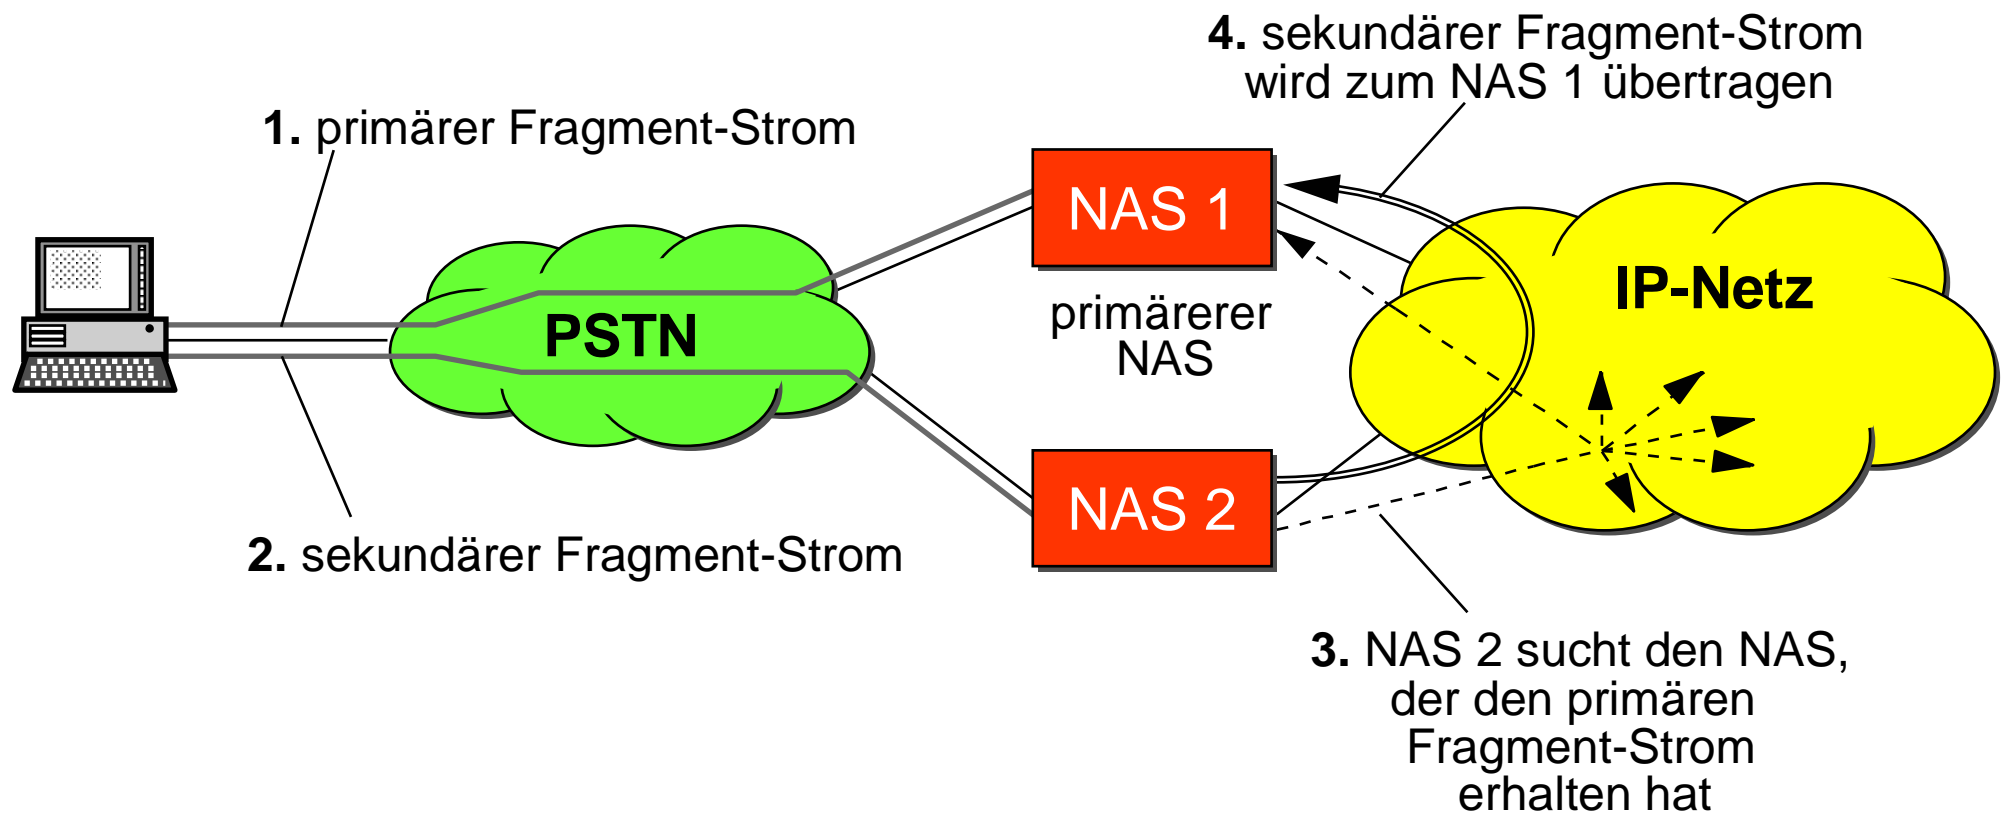 4. sekundärer Fragment-Strom
wird zum NAS 1 übertragen
1. primärer Fragment-Strom
NAS 1
IP-Netz
PSTN
primärerer
NAS
NAS 2
2. sekundärer Fragment-Strom
3. NAS 2 sucht den NAS,
der den primären
Fragment-Strom
erhalten hat